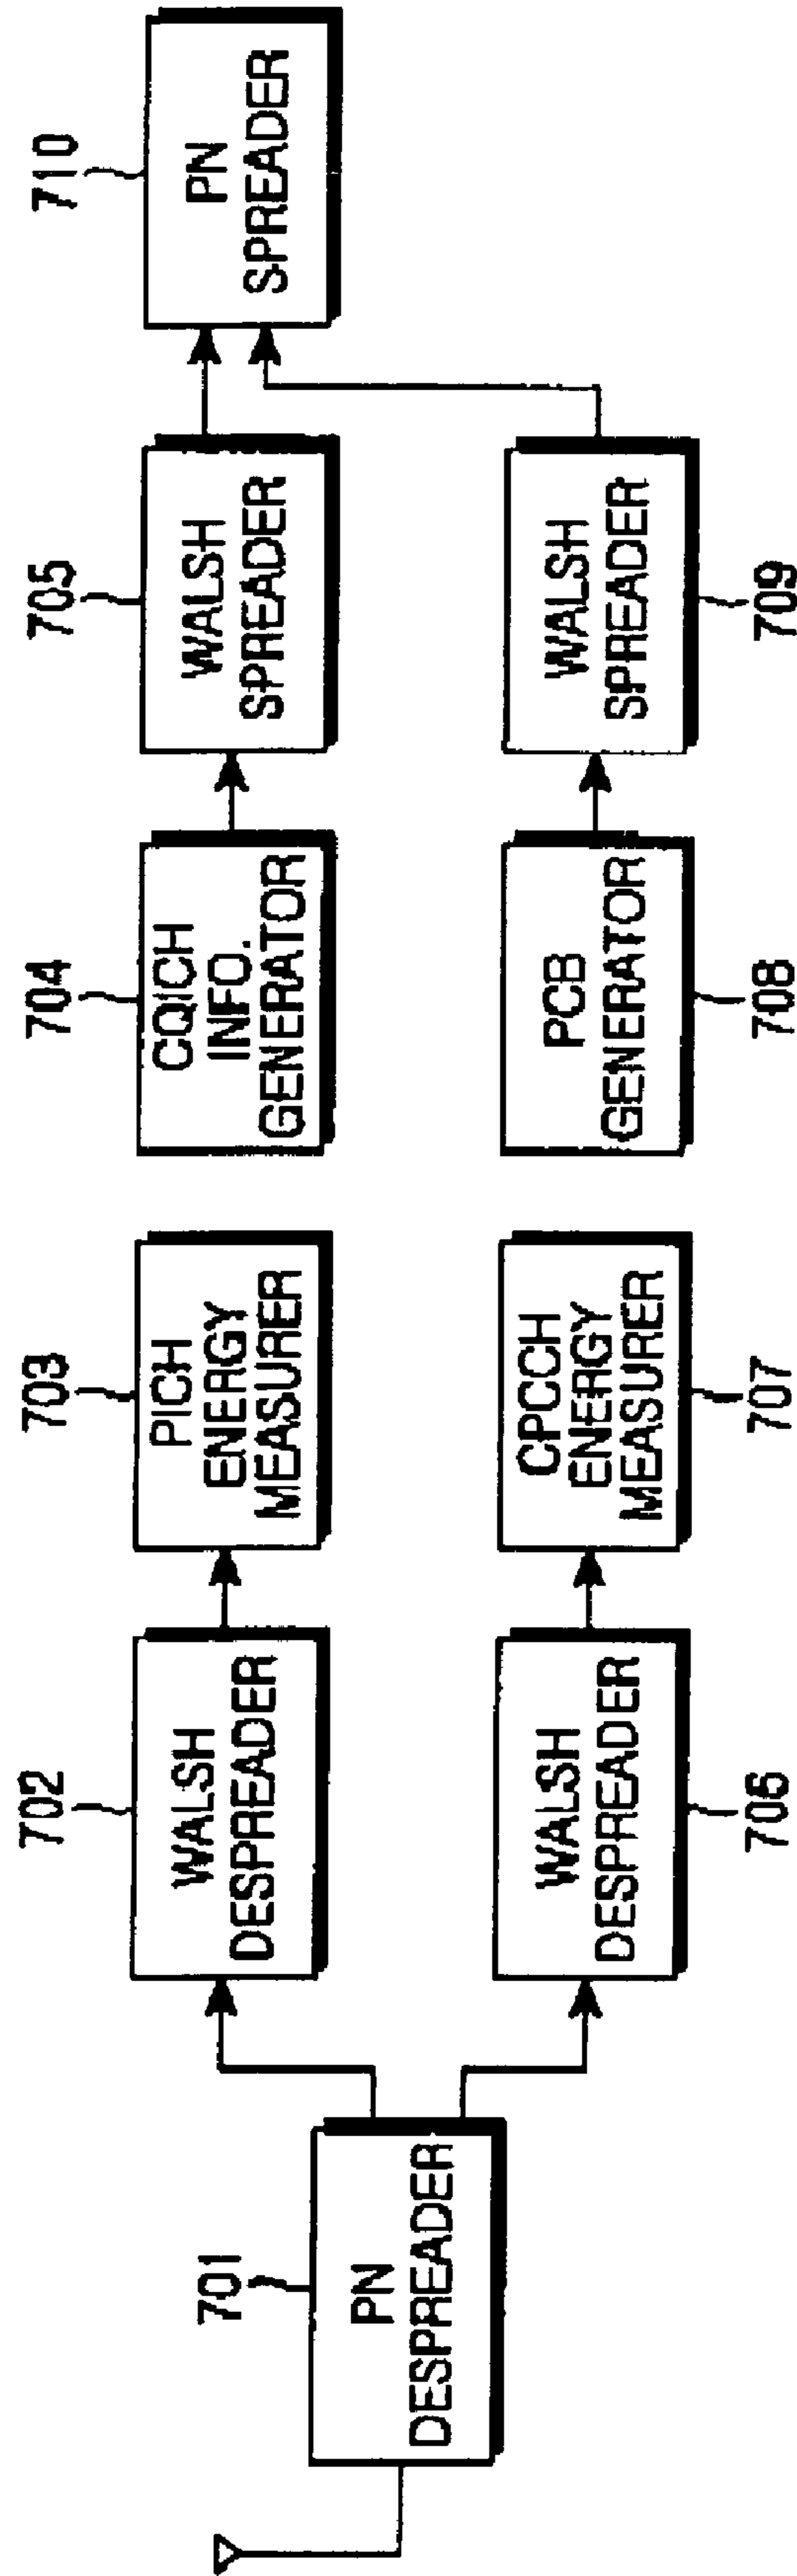 701
PN
DESPREADER
702
WALSH
DESPREADER
703
PICH
ENERGY
MEASURER
704
CQICH
INFO.
GENERATOR
705
WALSH
SPREADER
710
PN
SPREADER
WALSH
DESPREADER
706
CPCCH
ENERGY
MEASURER
707
PCB
GENERATOR
708
WALSH
SPREADER
709